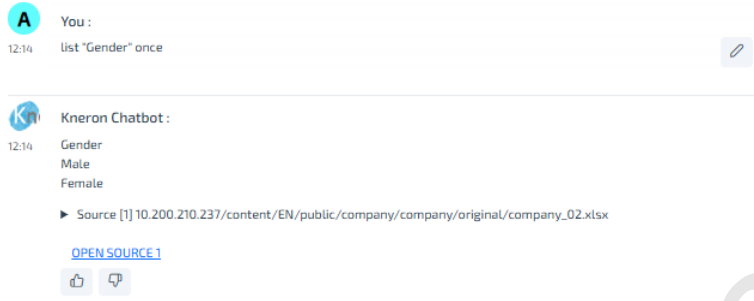 A
You :
12:14
list "Gender" once
Kn
Kneron Chatbot :
12:14
Gender
Male
Female
▶ Source [1] 10.200.210.237/content/EN/public/company/company/original/company_02.xlsx
OPEN SOURCE 1